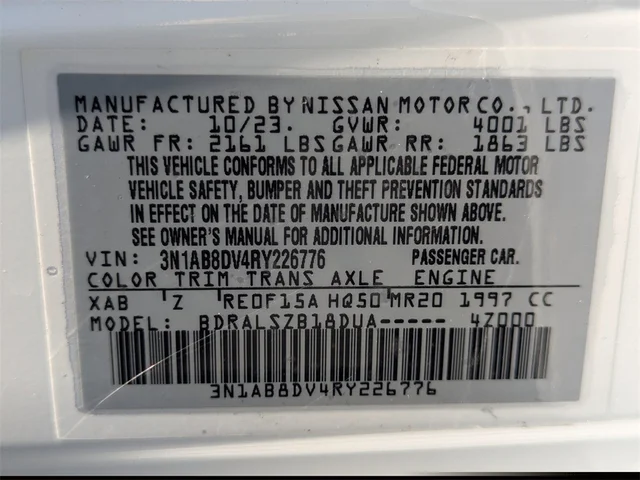 MANUFACTURED BY NISSAN MOTOR CO., LTD.
DATE: 10/23. GVWR: 4001 LBS
GAWR FR: 2161 LBS GAWR RR: 1863 LBS
THIS VEHICLE CONFORMS TO ALL APPLICABLE FEDERAL MOTOR
VEHICLE SAFETY, BUMPER AND THEFT PREVENTION STANDARDS
IN EFFECT ON THE DATE OF MANUFACTURE SHOWN ABOVE.
SEE OWNER'S MANUAL FOR ADDITIONAL INFORMATION.
VIN: 3N1AB8DV4RY226776 PASSENGER CAR.
COLOR TRIM TRANS AXLE ENGINE
XAB Z RE0F15A HQ50 MR20 1997 CC
MODEL: BDRALSZB18DUA----- 4Z000
3N1AB8DV4RY226776